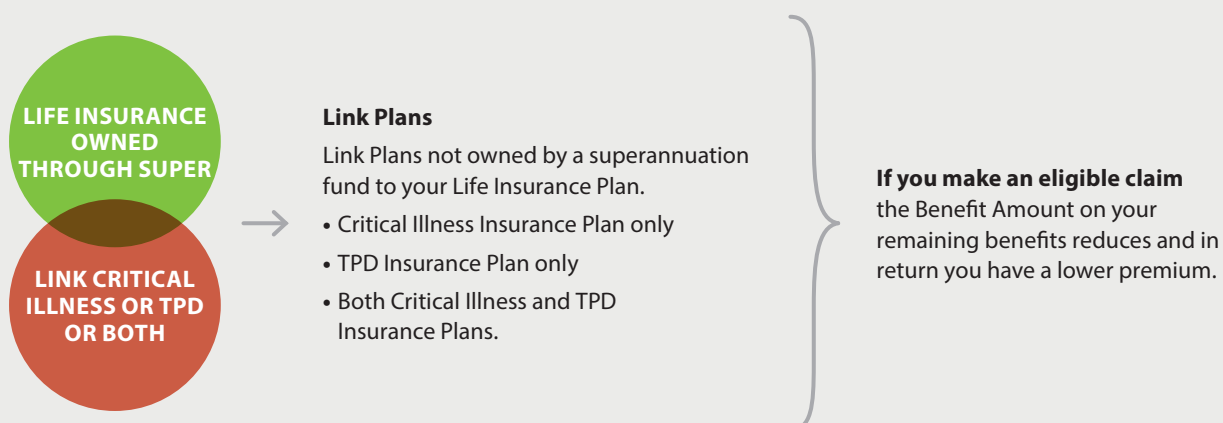 LIFE INSURANCE
OWNED
THROUGH SUPER
LINK CRITICAL
ILLNESS OR TPD
OR BOTH
Link Plans
Link Plans not owned by a superannuation
fund to your Life Insurance Plan.
• Critical Illness Insurance Plan only
• TPD Insurance Plan only
• Both Critical Illness and TPD
Insurance Plans.
If you make an eligible claim
the Benefit Amount on your
remaining benefits reduces and in
return you have a lower premium.